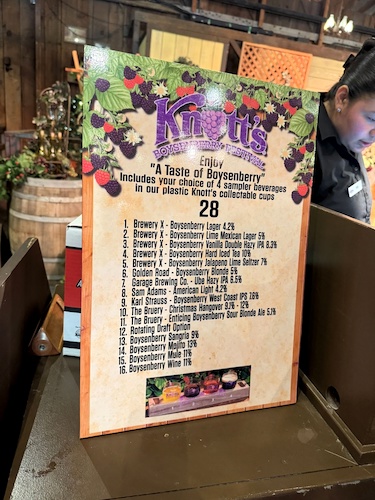 Knott's
BOYSENBERRY FESTIVAL
Enjoy
"A Taste of Boysenberry"
Includes your choice of 4 sampler beverages
in our plastic Knott's collectable cups
28
1. Brewery X - Boysenberry Lager 4.2%
2. Brewery X - Boysenberry Lime Mexican Lager 5%
3. Brewery X - Boysenberry Vanilla Double Hazy IPA 8.3%
4. Brewery X - Boysenberry Hard Iced Tea 10%
5. Brewery X - Boysenberry Jalapeno Lime Seltzer 7%
6. Golden Road - Boysenberry Blonde 5%
7. Garage Brewing Co. - Ube Hazy IPA 6.5%
8. Sam Adams - American Light 4.2%
9. Karl Strauss - Boysenberry West Coast IPS 7.6%
10. The Bruery - Christmas Hangover 9.1% - 12%
11. The Bruery - Enticing Boysenberry Sour Blonde Ale 5.1%
12. Rotating Draft Option
13. Boysenberry Sangria 9%
14. Boysenberry Mojito 13%
15. Boysenberry Mule 11%
16. Boysenberry Wine 11%